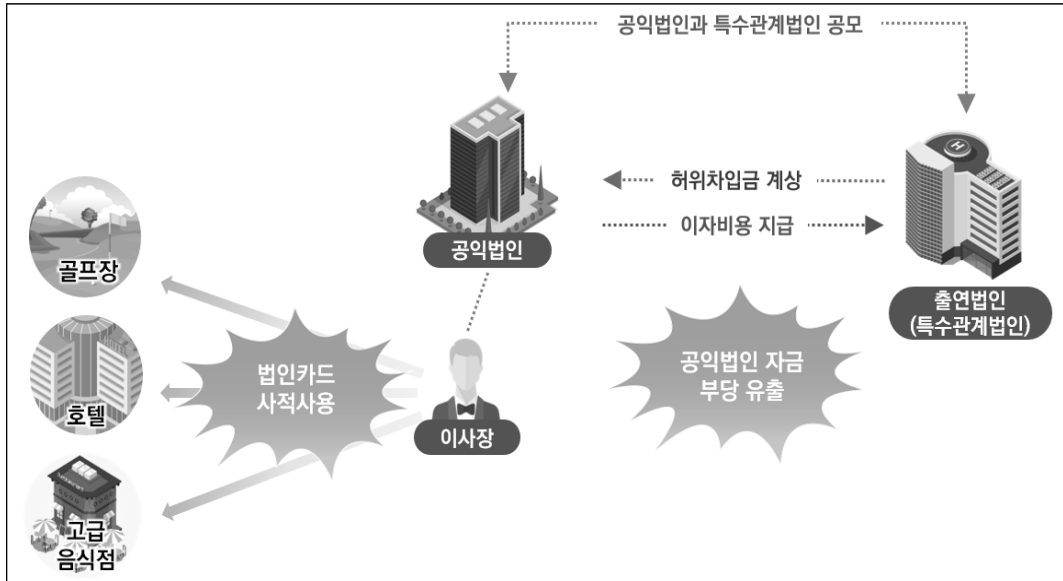 공익법인과 특수관계법인 공모
허위차입금 계상
이자비용 지급
공익법인
출연법인
(특수관계법인)
골프장
법인카드
사적사용
공익법인 자금
부당 유출
호텔
이사장
고급
음식점
H